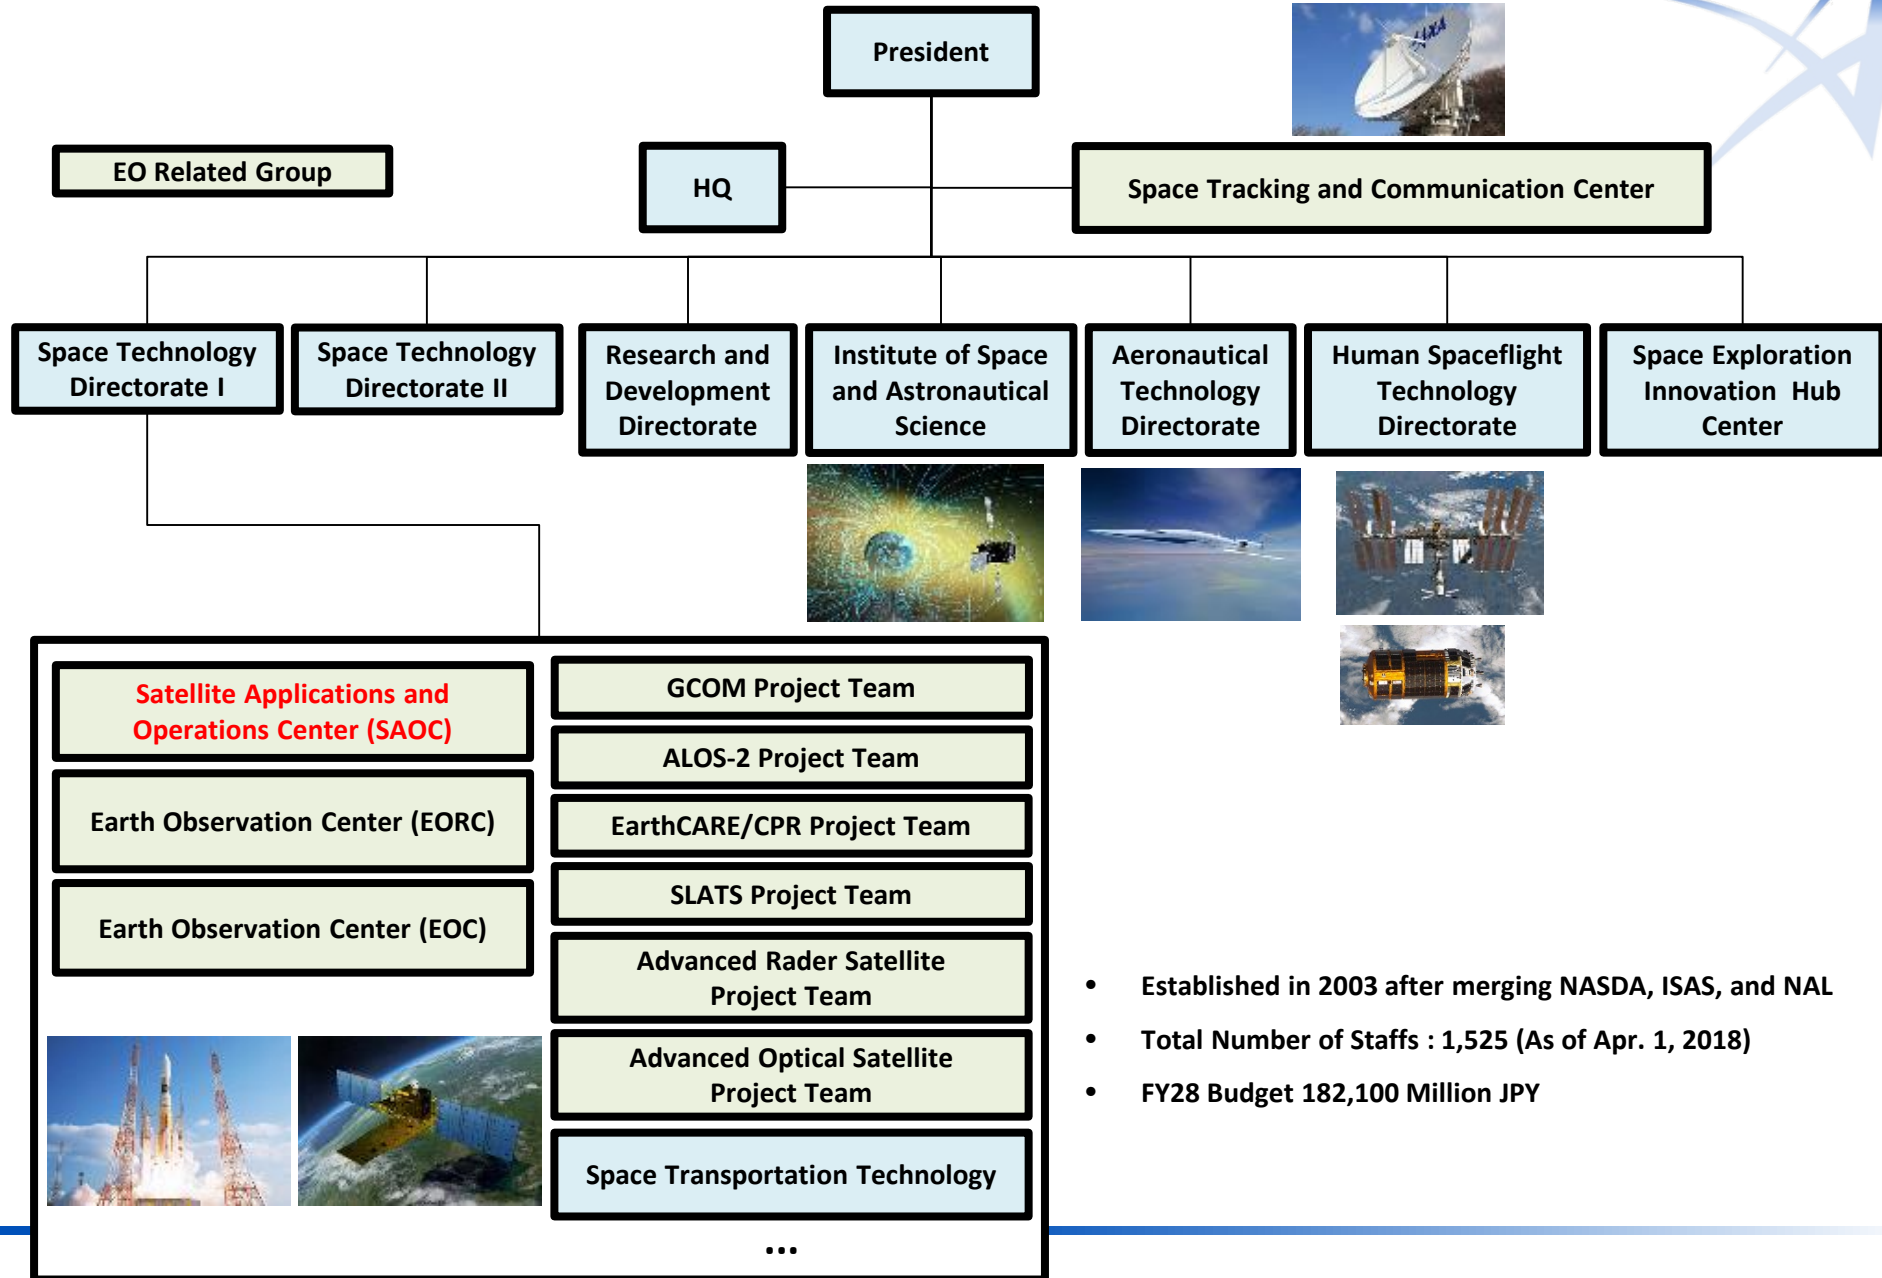 President
JAXA
EO Related Group
HQ
Space Tracking and Communication Center
Space Technology
Directorate I
Space Technology
Directorate II
Research and
Development
Directorate
Institute of Space
and Astronautical
Science
Aeronautical
Technology
Directorate
Human Spaceflight
Technology
Directorate
Space Exploration
Innovation Hub
Center
Satellite Applications and
Operations Center (SAOC)
Earth Observation Center (EORC)
Earth Observation Center (EOC)
GCOM Project Team
ALOS-2 Project Team
EarthCARE/CPR Project Team
SLATS Project Team
Advanced Rader Satellite
Project Team
Advanced Optical Satellite
Project Team
Space Transportation Technology
...
• Established in 2003 after merging NASDA, ISAS, and NAL
• Total Number of Staffs : 1,525 (As of Apr. 1, 2018)
• FY28 Budget 182,100 Million JPY